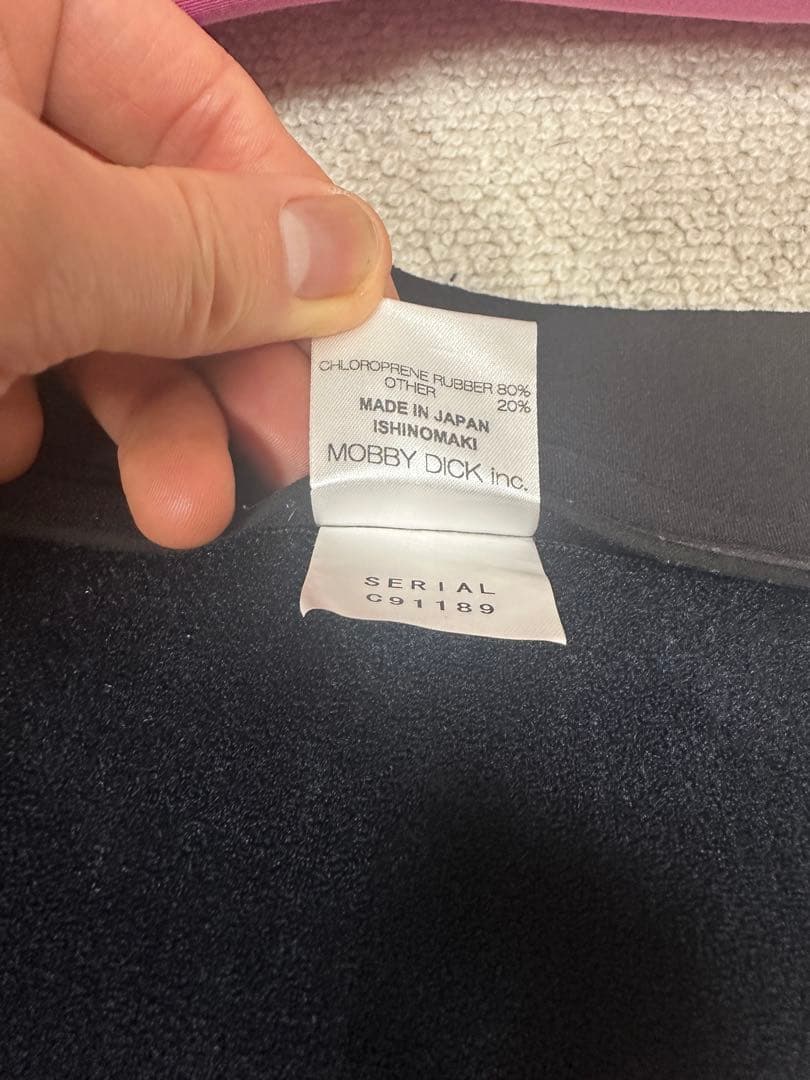 CHLOROPRENE RUBBER 80%
OTHER 20%
MADE IN JAPAN
ISHINOMAKI
MOBBY DICK inc.
SERIAL
C91189